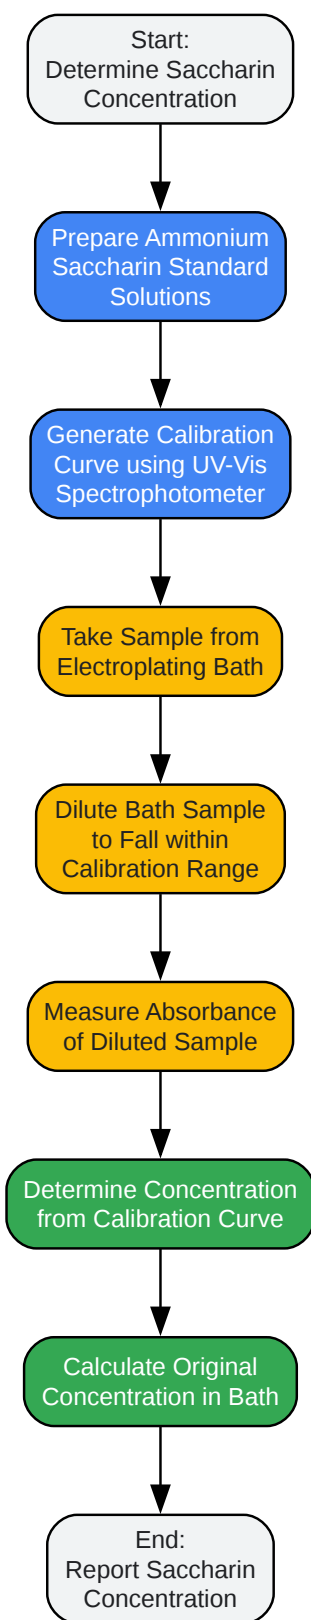 Start:
Determine Saccharin
Concentration
Prepare Ammonium
Saccharin Standard
Solutions
Generate Calibration
Curve using UV-Vis
Spectrophotometer
Take Sample from
Electroplating Bath
Dilute Bath Sample
to Fall within
Calibration Range
Measure Absorbance
of Diluted Sample
Determine Concentration
from Calibration Curve
Calculate Original
Concentration in Bath
End:
Report Saccharin
Concentration